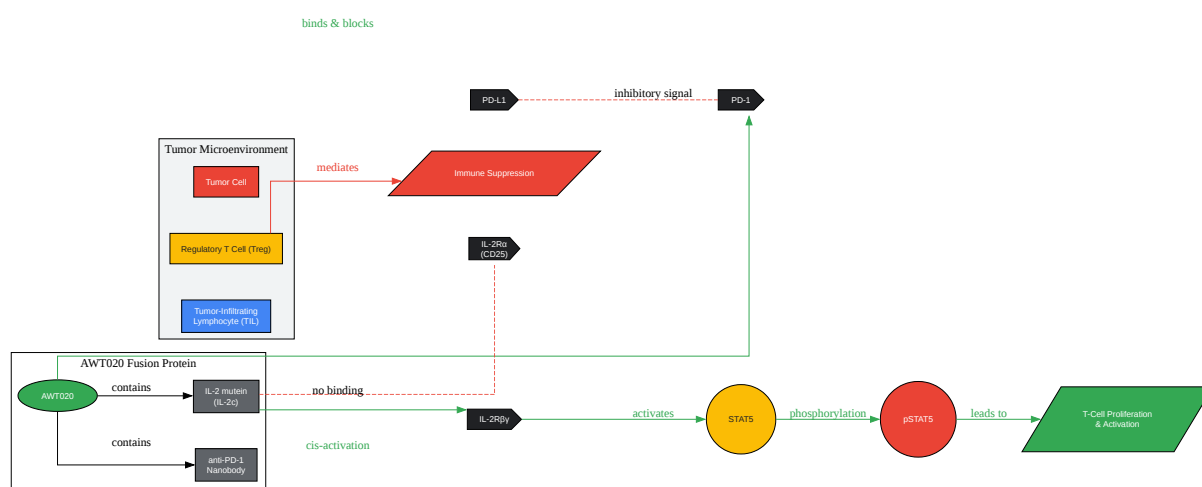 binds & blocks
PD-L1
inhibitory signal
PD-1
Tumor Microenvironment
Tumor Cell
mediates
Immune Suppression
Regulatory T Cell (Treg)
IL-2Rα
(CD25)
Tumor-Infiltrating
Lymphocyte (TIL)
AWT020 Fusion Protein
AWT020
contains
IL-2 mutein
(IL-2c)
no binding
IL-2Rβγ
activates
STAT5
phosphorylation
pSTAT5
leads to
T-Cell Proliferation
& Activation
contains
cis-activation
anti-PD-1
Nanobody